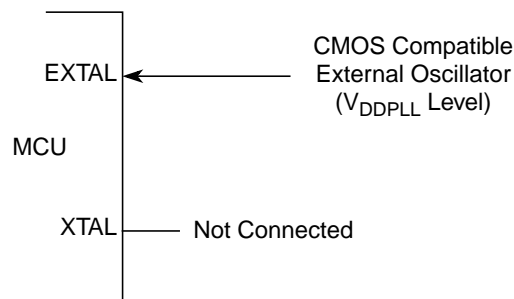 CMOS Compatible
EXTAL
External Oscillator
(VDDPLL Level)
MCU
XTAL
Not Connected